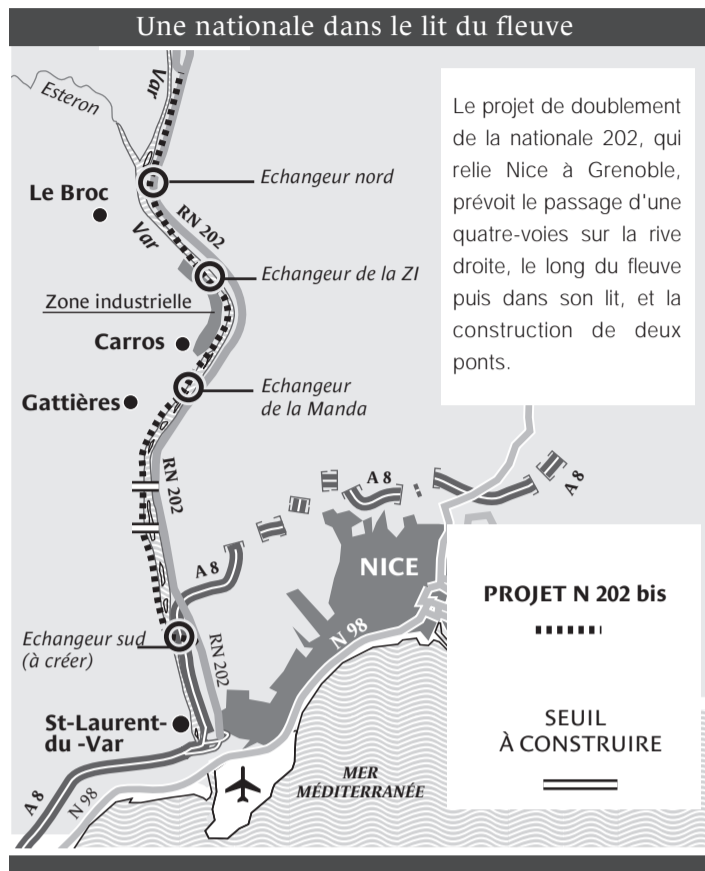 Une nationale dans le lit du fleuve
Var
Esteron
Le projet de doublement
de la nationale 202, qui
relie Nice à Grenoble,
prévoit le passage d'une
quatre-voies sur la rive
droite, le long du fleuve
puis dans son lit, et la
construction de deux
ponts.
Echangeur nord
Le Broc
RN 202
Var
Echangeur de la ZI
Zone industrielle
Carros
Echangeur
de la Manda
Gattières
RN 202
A 8
A 8
A 8
NICE
PROJET N 202 bis
Echangeur sud
(à créer)
RN 202
N 98
St-Laurent-
du -Var
SEUIL
À CONSTRUIRE
MER
MÉDITERRANÉE
A 8
N 98